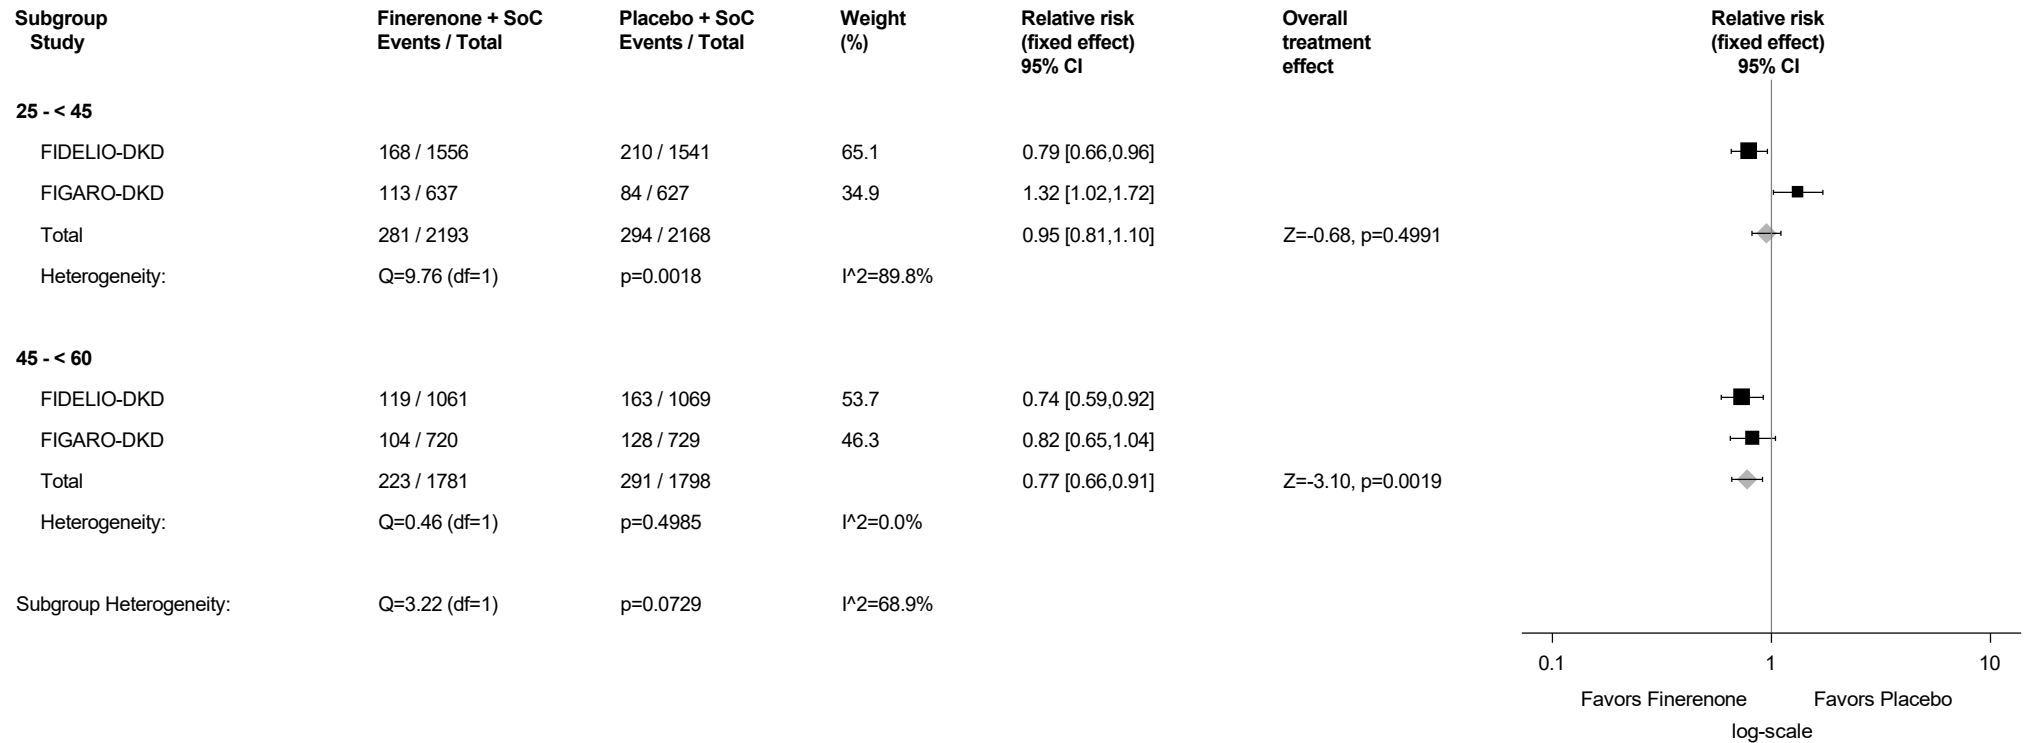 Subgroup Finerenone + SoC Placebo + SoC Weight Relative risk Overall Relative risk
Study Events / Total Events / Total (%) (fixed effect) treatment (fixed effect)
95% CI effect 95% CI
25 - < 45
FIDELIO-DKD 168 / 1556 210 / 1541 65.1 0.79 [0.66,0.96]
FIGARO-DKD 113 / 637 84 / 627 34.9 1.32 [1.02,1.72]
Total 281 / 2193 294 / 2168 0.95 [0.81,1.10] Z=-0.68, p=0.4991
Heterogeneity: Q=9.76 (df=1) p=0.0018 I^2=89.8%
45 - < 60
FIDELIO-DKD 119 / 1061 163 / 1069 53.7 0.74 [0.59,0.92]
FIGARO-DKD 104 / 720 128 / 729 46.3 0.82 [0.65,1.04]
Total 223 / 1781 291 / 1798 0.77 [0.66,0.91] Z=-3.10, p=0.0019
Heterogeneity: Q=0.46 (df=1) p=0.4985 I^2=0.0%
Subgroup Heterogeneity: Q=3.22 (df=1) p=0.0729 I^2=68.9%
0.1 1 10
Favors Finerenone Favors Placebo
log-scale